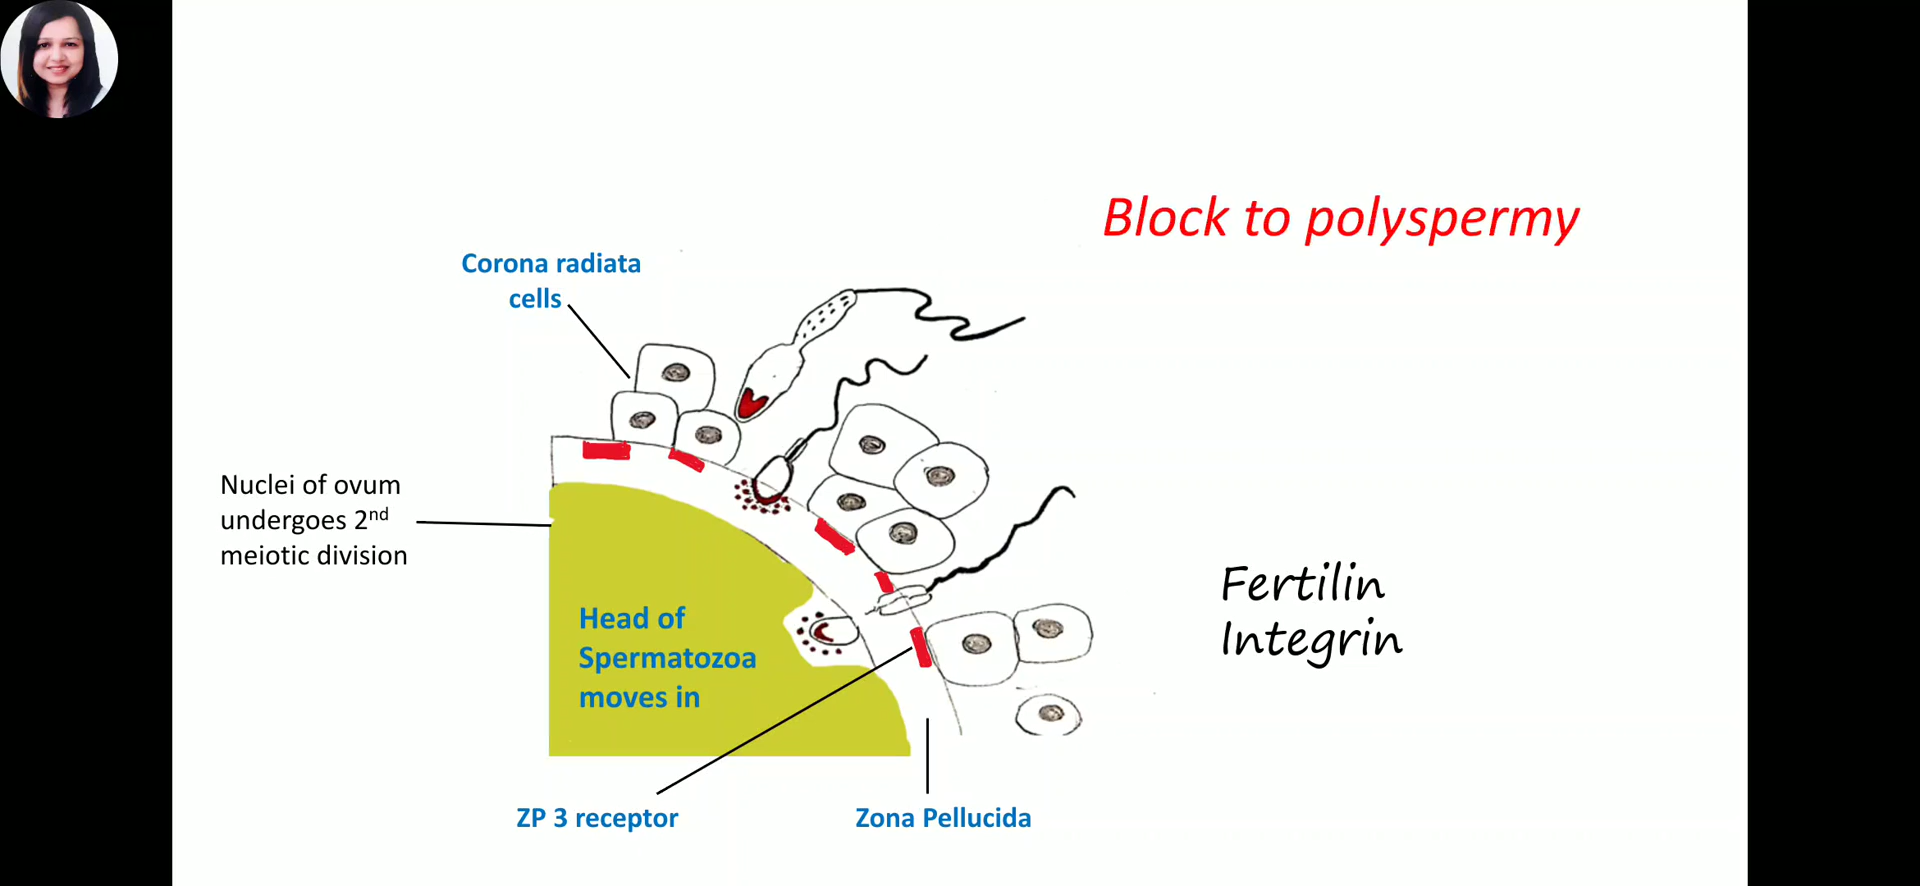 Block to polyspermy
Corona radiata
cells
Nuclei of ovum
undergoes 2nd
meiotic division
Head of
Spermatozoa
moves in
Fertilin
Integrin
ZP 3 receptor
Zona Pellucida